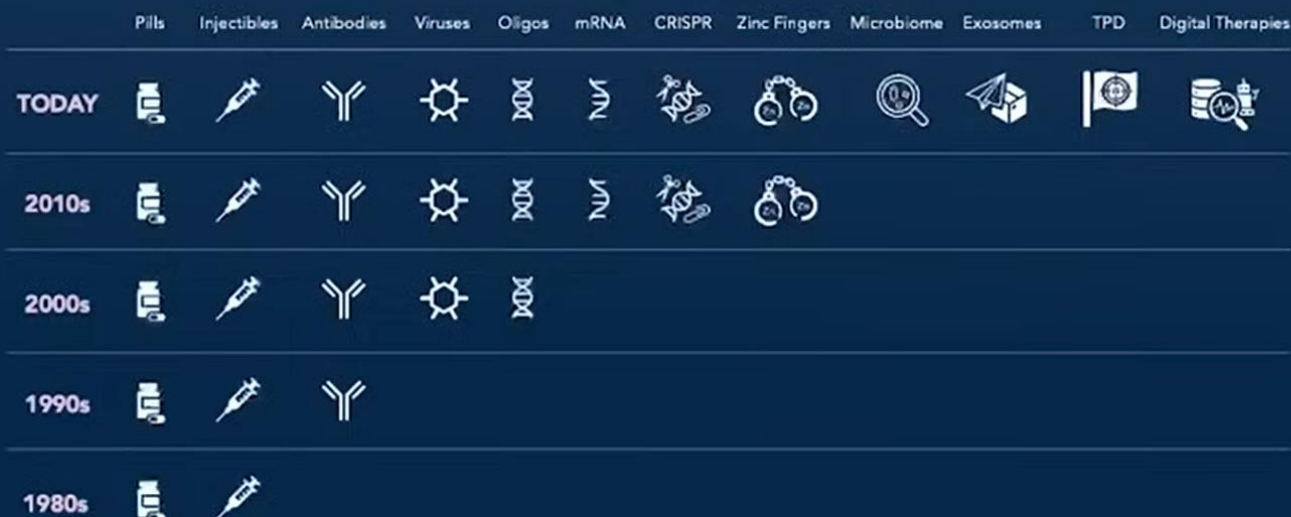 Pills Injectibles Antibodies Viruses Oligos mRNA CRISPR Zinc Fingers Microbiome Exosomes TPD Digital Therapies
TODAY
2010s
2000s
1990s
1980s